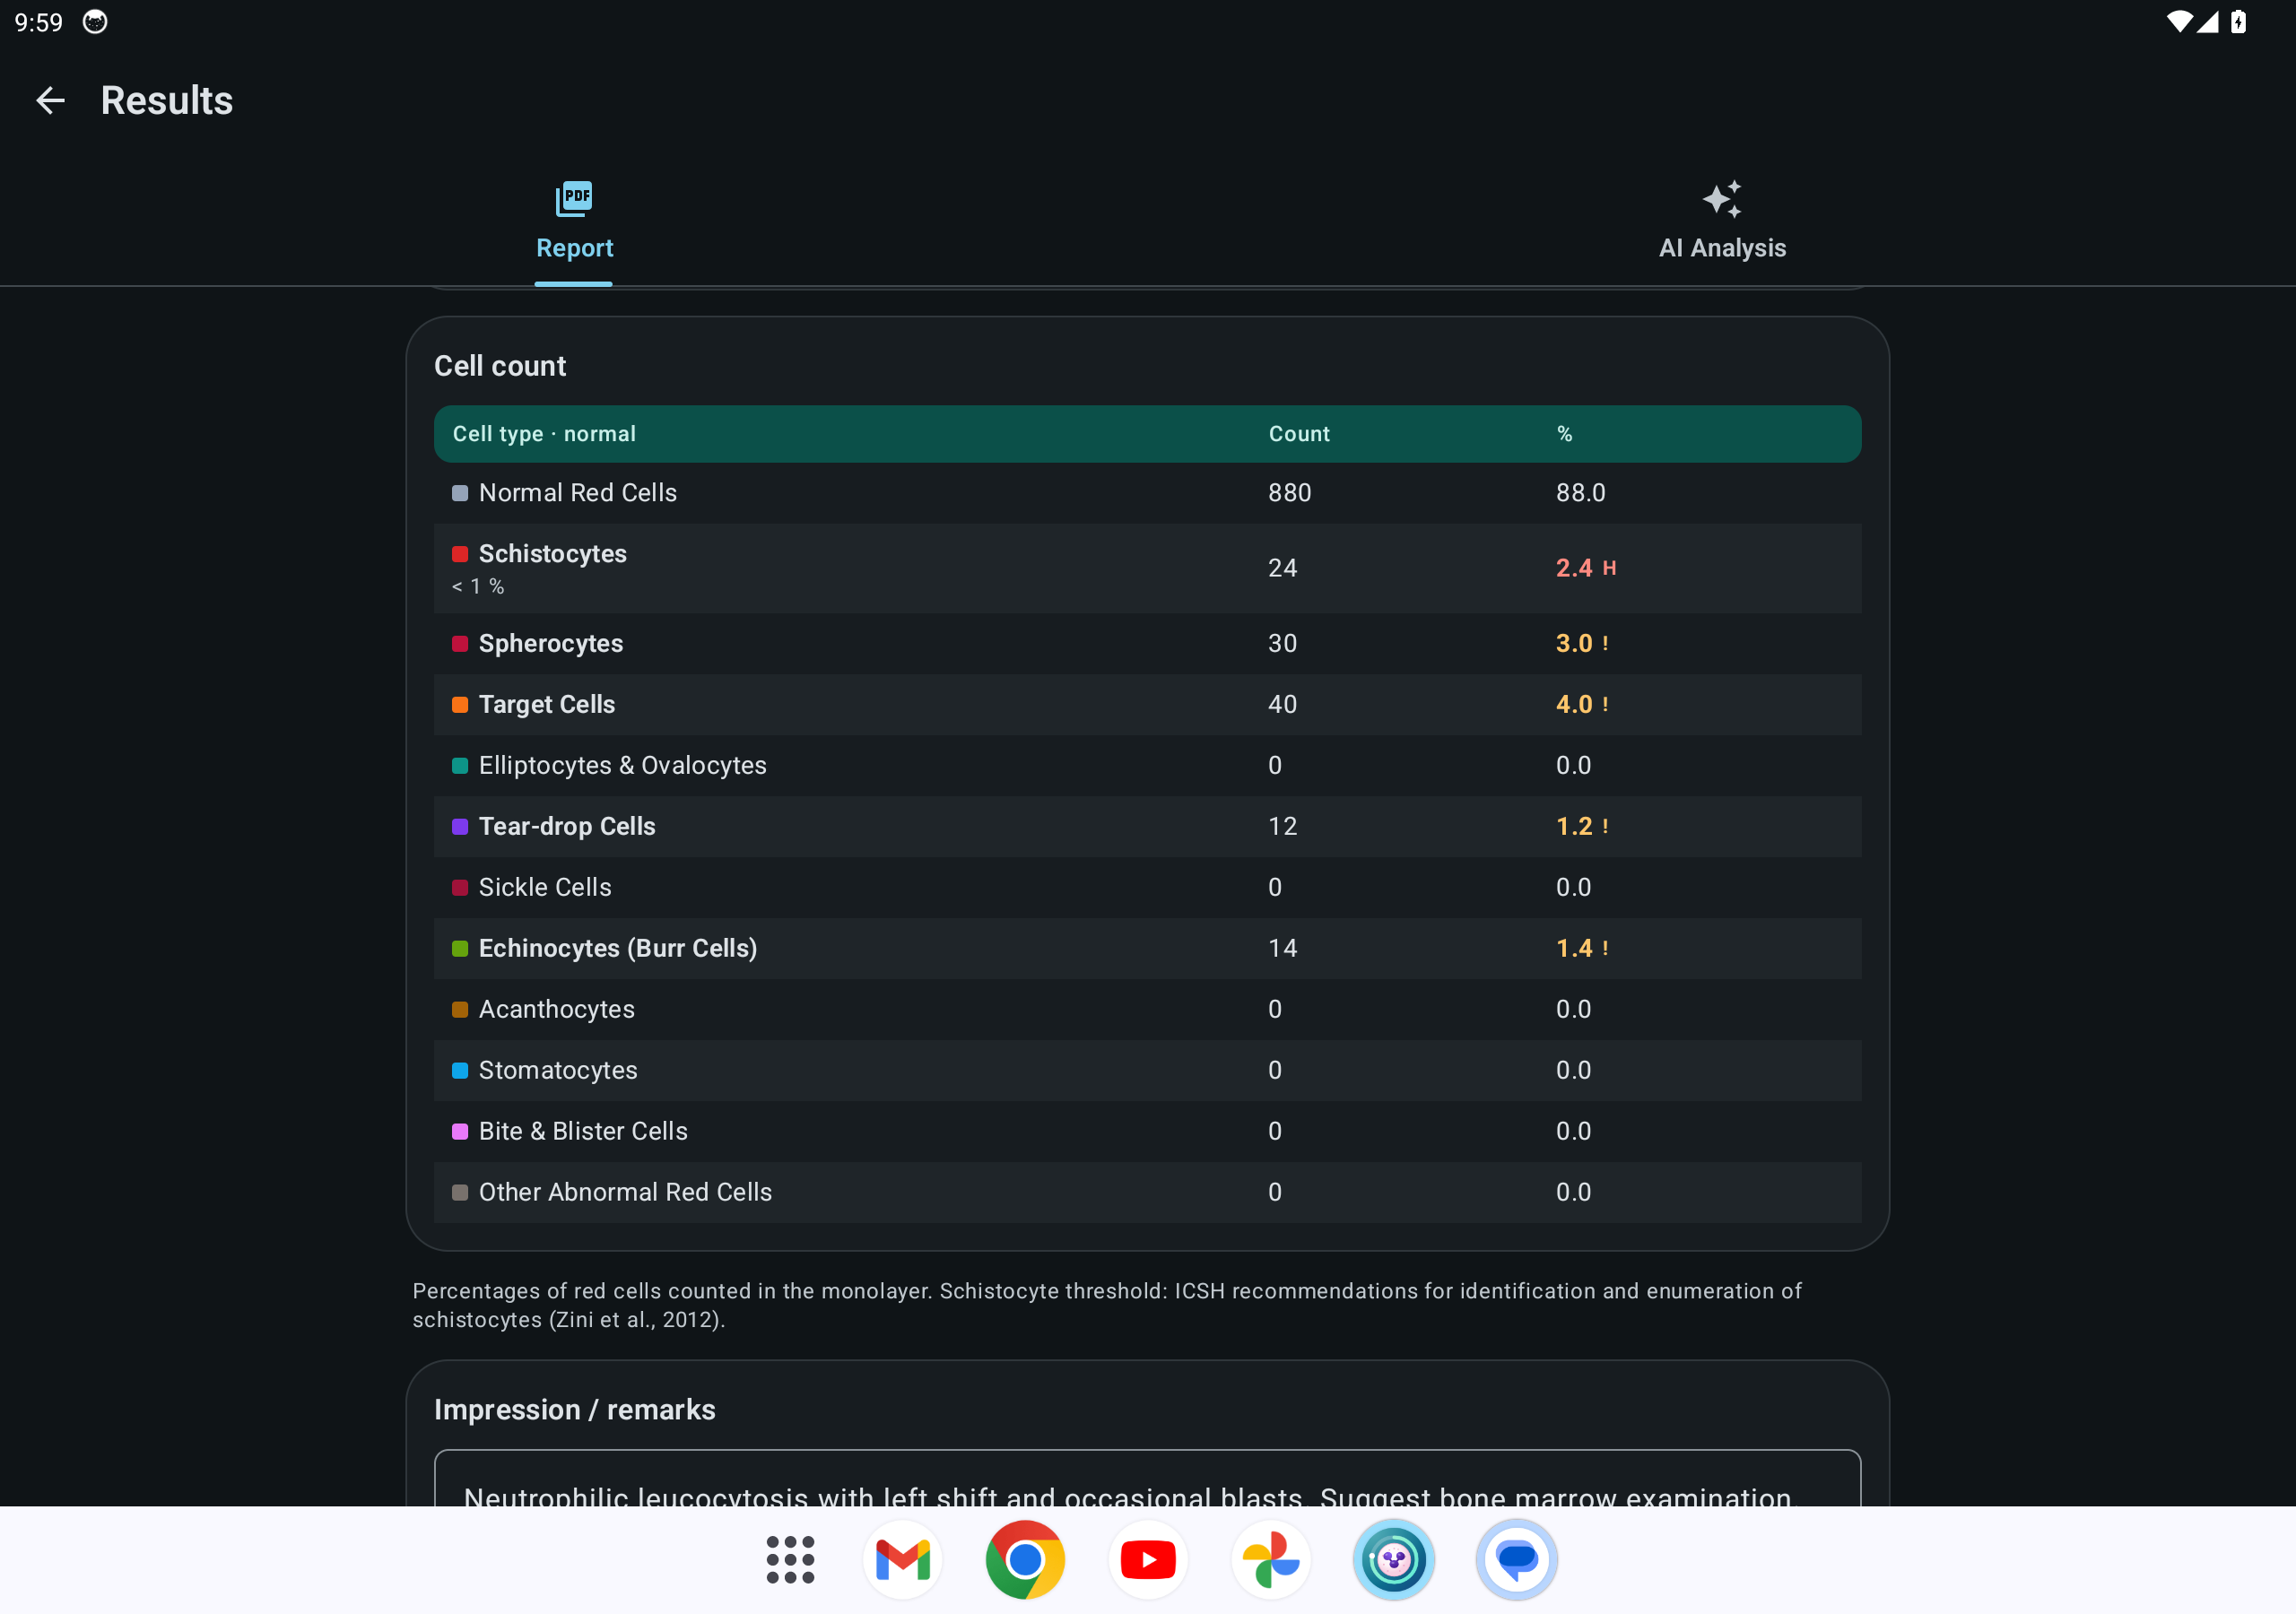 9:59
Results
PDF
Report
AI Analysis
Cell count
Cell type · normal Count %
Normal Red Cells 880 88.0
Schistocytes 24 2.4 H
< 1 %
Spherocytes 30 3.0 !
Target Cells 40 4.0 !
Elliptocytes & Ovalocytes 0 0.0
Tear-drop Cells 12 1.2 !
Sickle Cells 0 0.0
Echinocytes (Burr Cells) 14 1.4 !
Acanthocytes 0 0.0
Stomatocytes 0 0.0
Bite & Blister Cells 0 0.0
Other Abnormal Red Cells 0 0.0
Percentages of red cells counted in the monolayer. Schistocyte threshold: ICSH recommendations for identification and enumeration of
schistocytes (Zini et al., 2012).
Impression / remarks
Neutrophilic leucocytosis with left shift and occasional blasts. Suggest bone marrow examination.